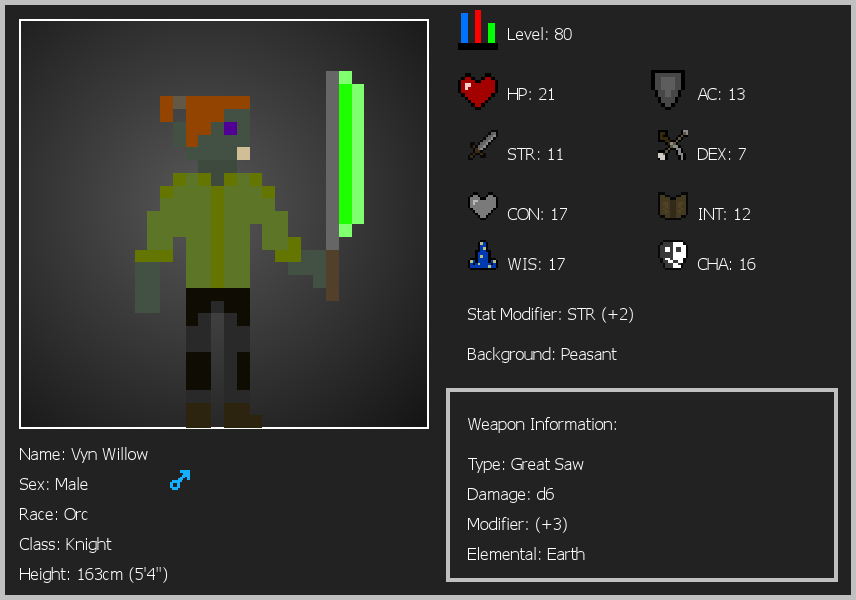 Level: 80
HP: 21
AC: 13
STR: 11
DEX: 7
CON: 17
INT: 12
WIS: 17
CHA: 16
Stat Modifier: STR (+2)
Background: Peasant
Weapon Information:
Type: Great Saw
Damage: d6
Modifier: (+3)
Elemental: Earth
Name: Vyn Willow
Sex: Male
Race: Orc
Class: Knight
Height: 163cm (5'4")